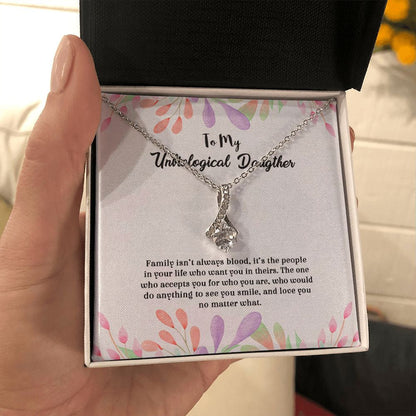 To My
Unbiological Daugther
Family isn't always blood, it's the people
in your life who want you in theirs. The one
who accepts you for who you are, who would
do anything to see you smile, and love you
no matter what.